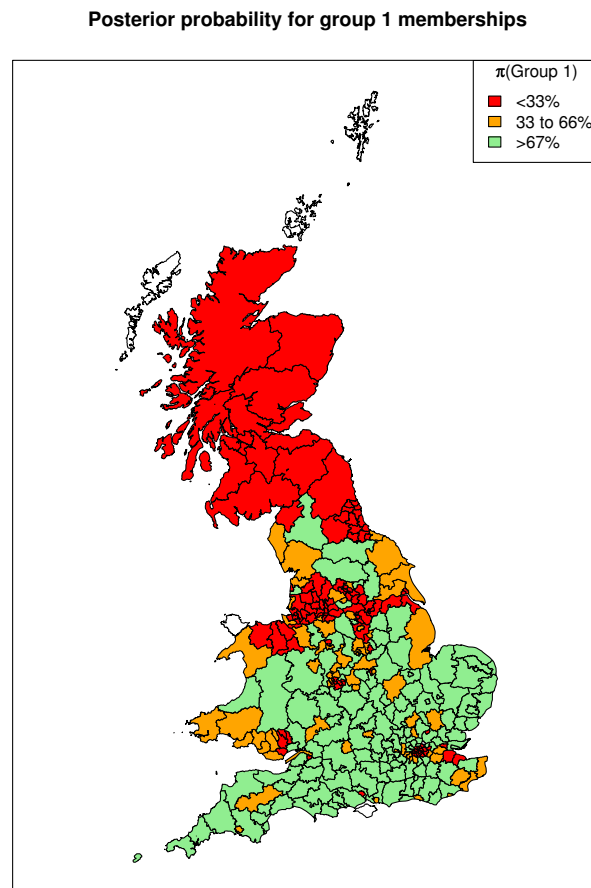 Posterior probability for group 1 memberships
π(Group 1)
<33%
33 to 66%
>67%